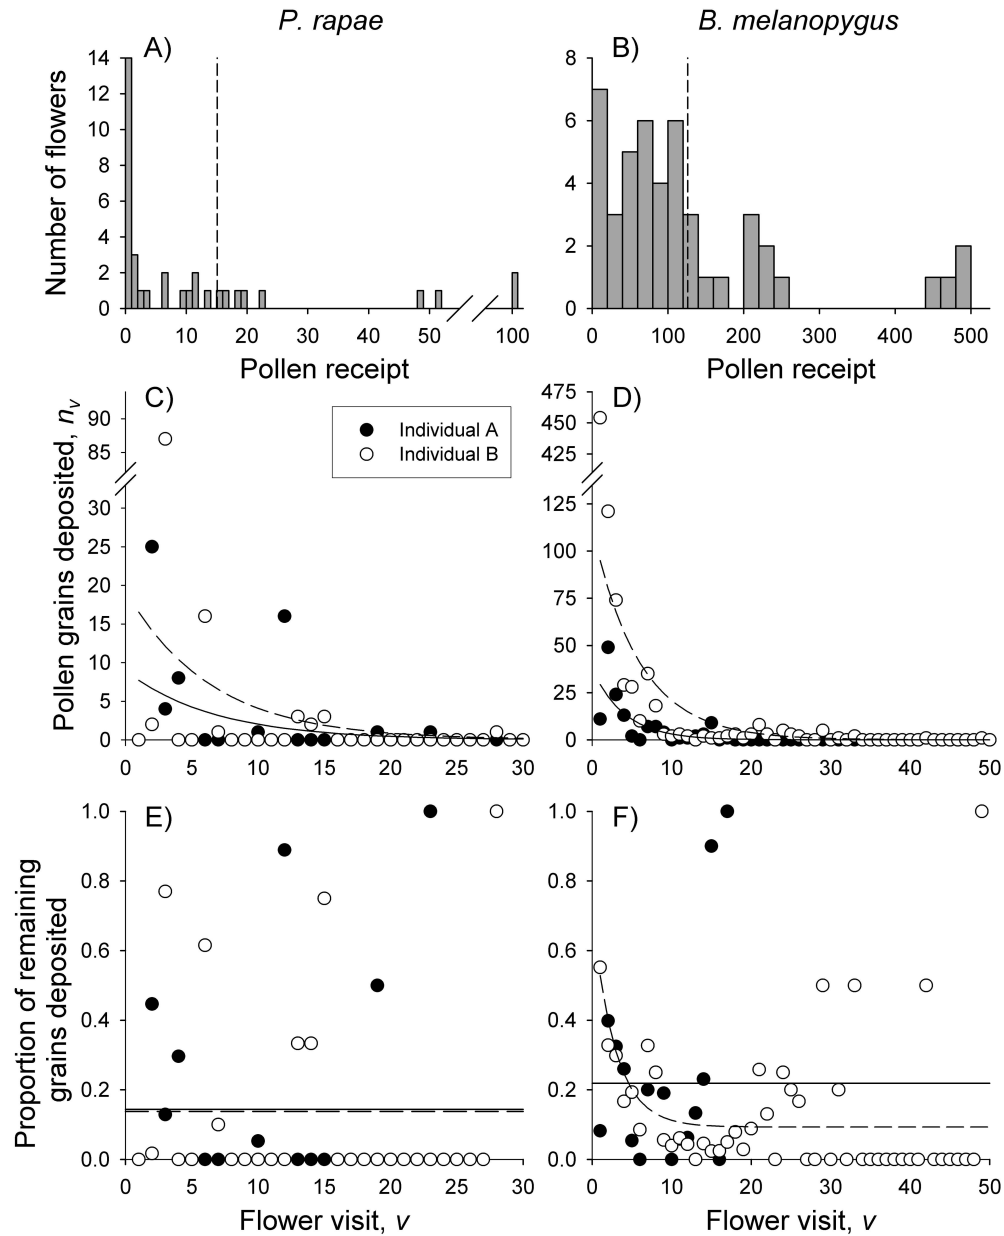 P. rapae
B. melanopygus
A)
B)
Number of flowers
14
12
10
8
6
4
2
0
0 10 20 30 40 50 100
Pollen receipt
8
6
4
2
0
0 100 200 300 400 500
Pollen receipt
C)
D)
Pollen grains deposited, nv
90
85
30
25
20
15
10
5
0
0 5 10 15 20 25 30
Individual A
Individual B
475
450
425
125
100
75
50
25
0
0 10 20 30 40 50
E)
F)
Proportion of remaining
grains deposited
1.0
0.8
0.6
0.4
0.2
0.0
0 5 10 15 20 25 30
Flower visit, v
1.0
0.8
0.6
0.4
0.2
0.0
0 10 20 30 40 50
Flower visit, v